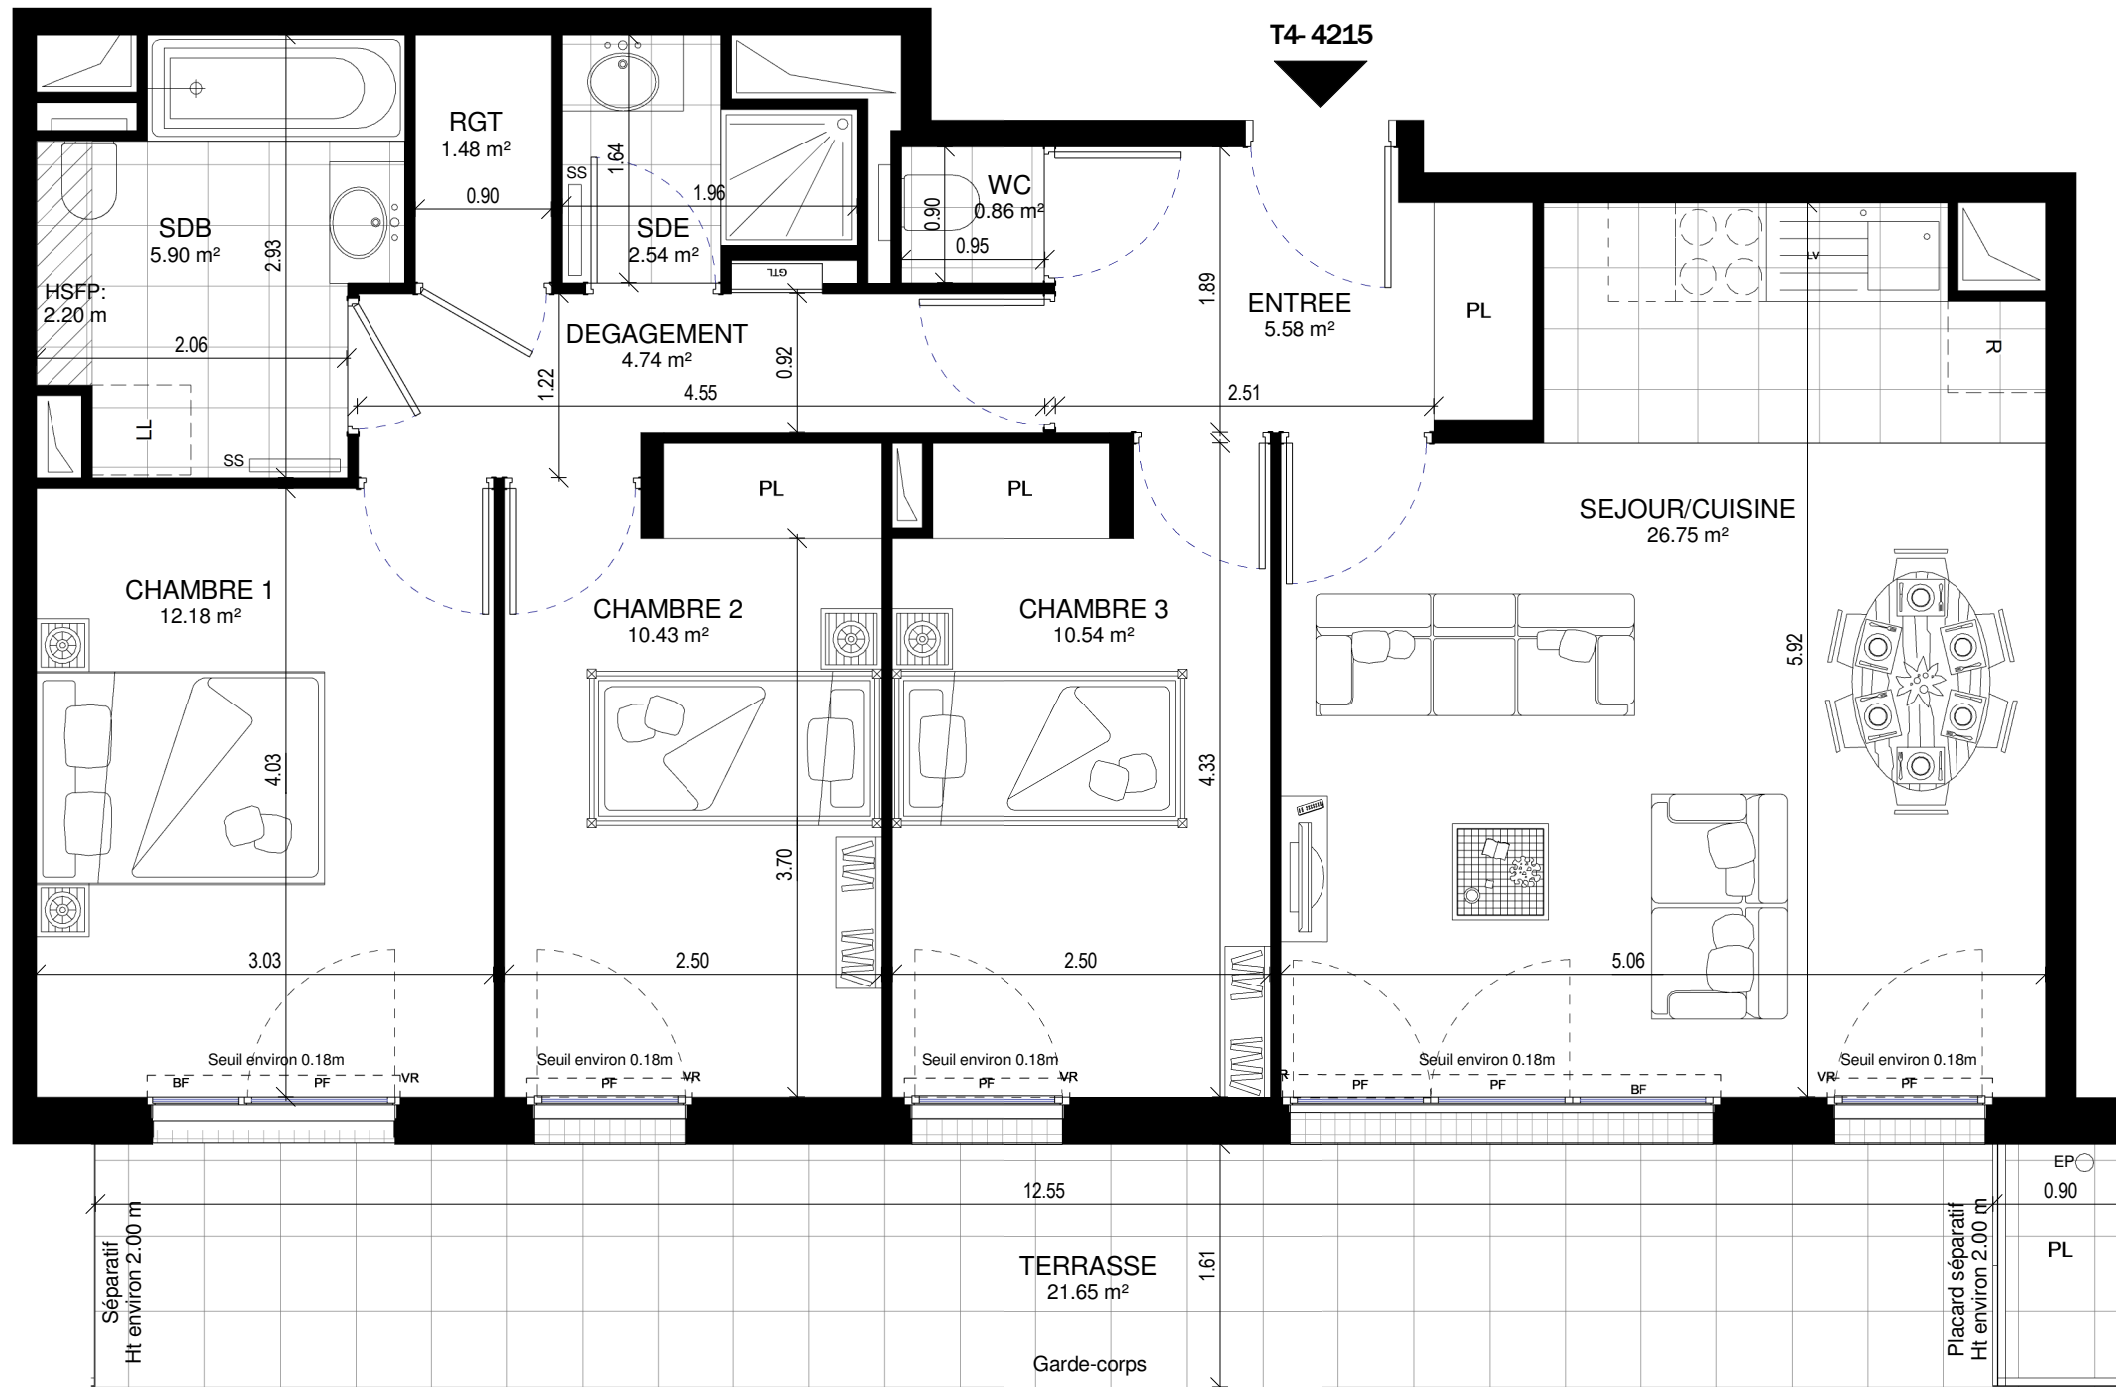 T4- 4215
RGT
1.48 m²
0.90
SS
1.64
1.96
SDE
2.54 m²
GTL
WC
0.86 m²
0.90
0.95
SDB
5.90 m²
2.93
HSFP:
2.20 m
2.06
LL
SS
DEGAGEMENT
4.74 m²
1.22
0.92
4.55
ENTREE
5.58 m²
1.89
2.51
PL
LV
R
PL
PL
SEJOUR/CUISINE
26.75 m²
CHAMBRE 1
12.18 m²
CHAMBRE 2
10.43 m²
CHAMBRE 3
10.54 m²
5.92
4.03
3.70
4.33
3.03
2.50
2.50
5.06
Seuil environ 0.18m
Seuil environ 0.18m
Seuil environ 0.18m
Seuil environ 0.18m
Seuil environ 0.18m
BF
PF
VR
PF
VR
PF
VR
R
PF
PF
BF
VR
PF
EP
12.55
0.90
Séparatif
Ht environ 2.00 m
TERRASSE
21.65 m²
1.61
Placard séparatif
Ht environ 2.00 m
PL
Garde-corps